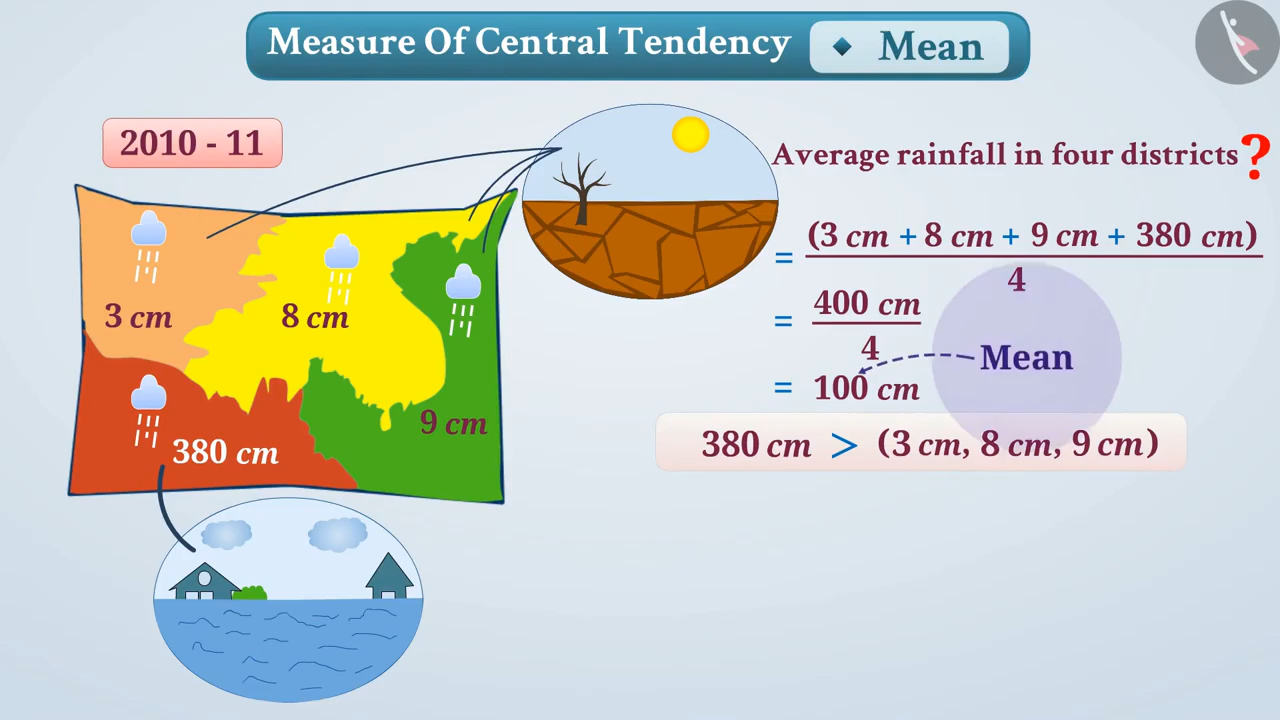 Measure Of Central Tendency ◆ Mean
2010 - 11
Average rainfall in four districts?
= (3 cm + 8 cm + 9 cm + 380 cm)
4
= 400 cm
4
= 100 cm
Mean
380 cm > (3 cm, 8 cm, 9 cm)
3 cm
8 cm
9 cm
380 cm